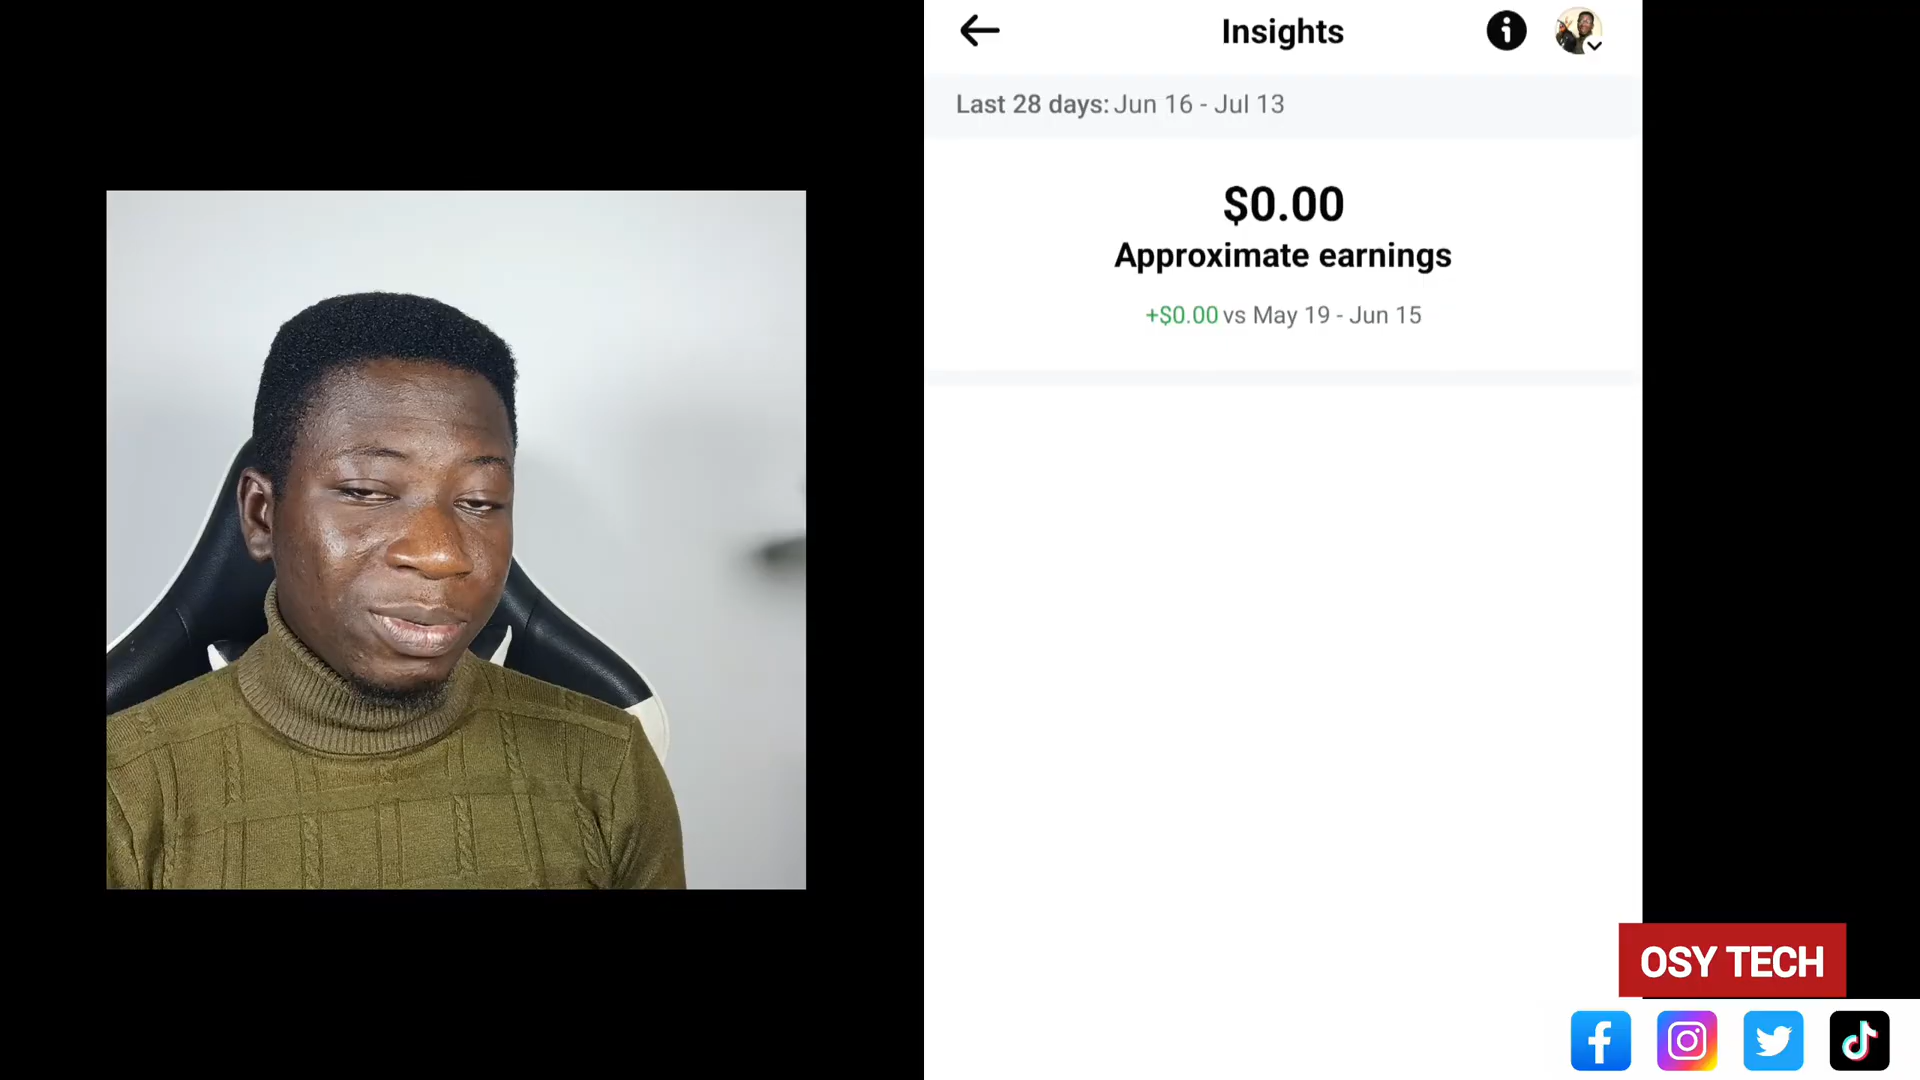 Insights
Last 28 days: Jun 16 - Jul 13
$0.00
Approximate earnings
+$0.00 vs May 19 - Jun 15
OSY TECH